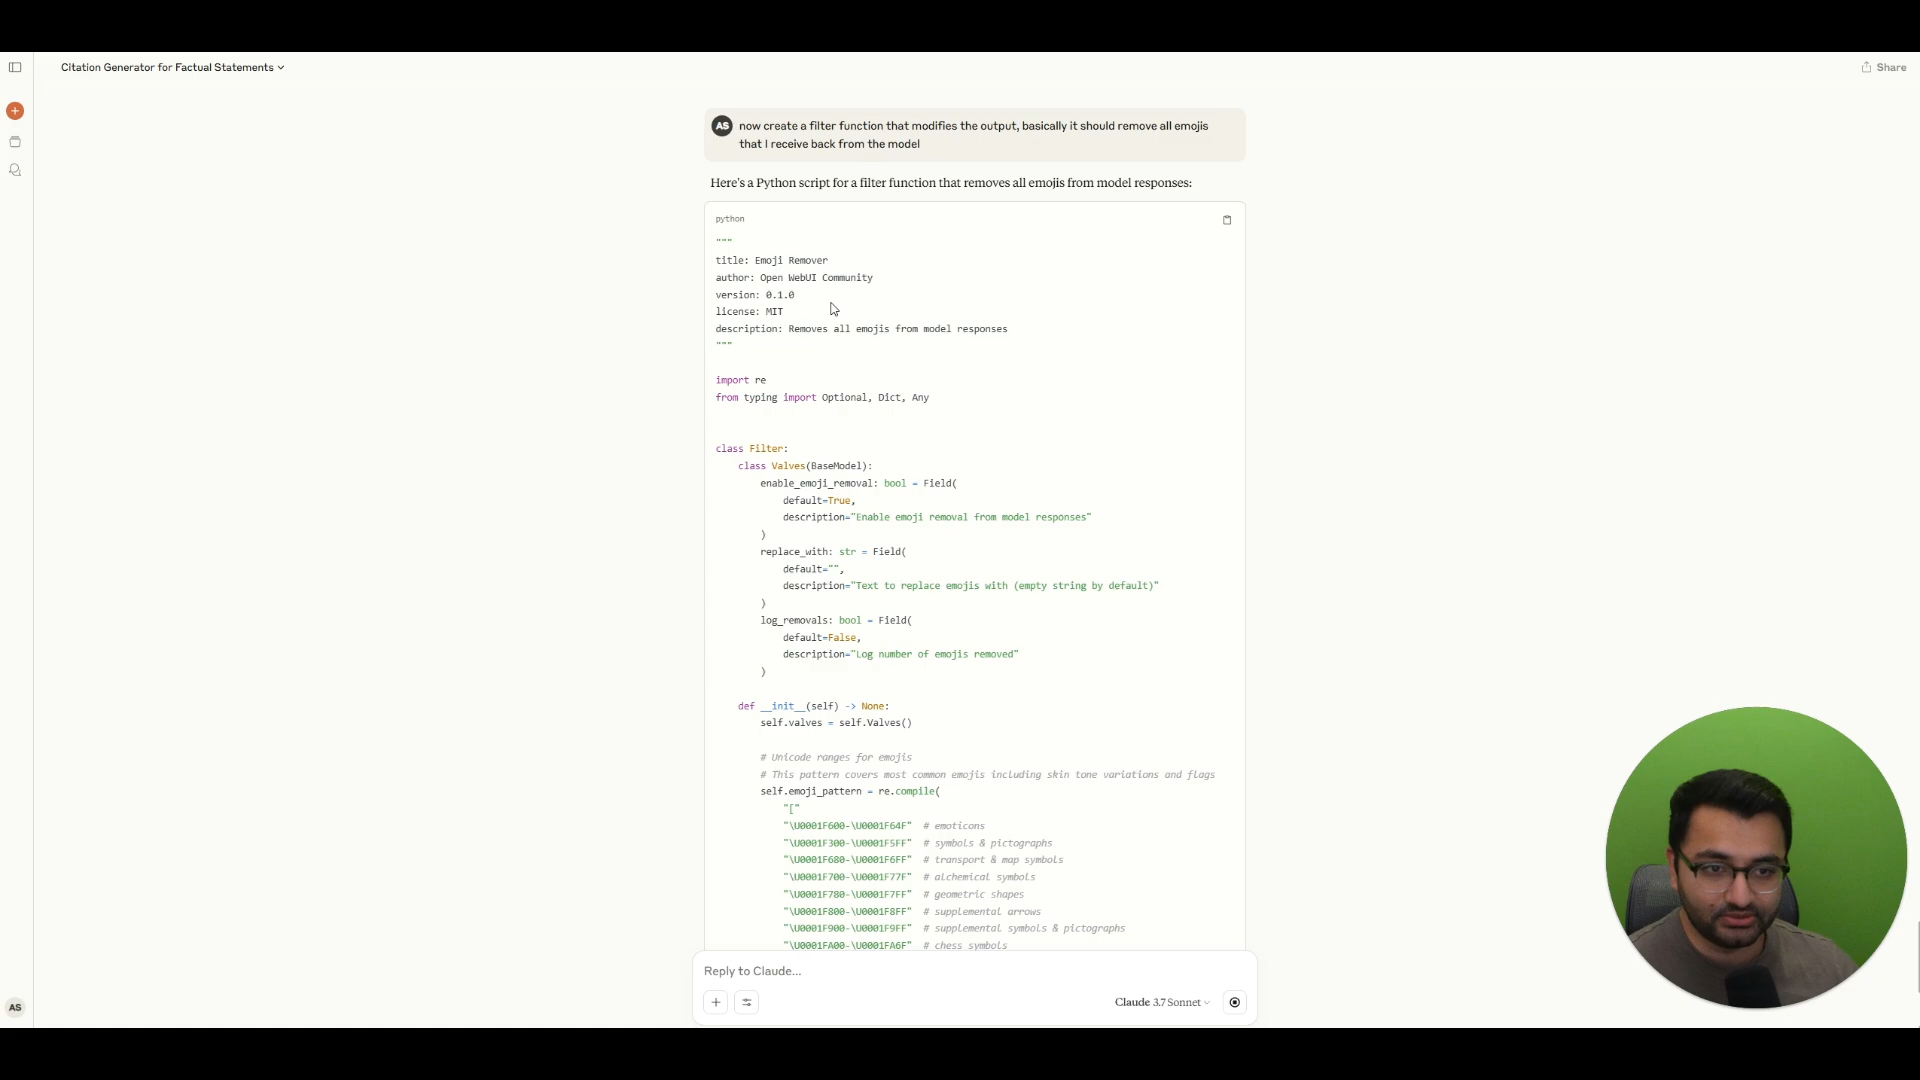 Citation Generator for Factual Statements
Share
AS
now create a filter function that modifies the output, basically it should remove all emojis
that I receive back from the model
Here's a Python script for a filter function that removes all emojis from model responses:
python
"""
title: Emoji Remover
author: Open WebUI Community
version: 0.1.0
license: MIT
description: Removes all emojis from model responses
"""
import re
from typing import Optional, Dict, Any
class Filter:
class Valves(BaseModel):
enable_emoji_removal: bool = Field(
default=True,
description="Enable emoji removal from model responses"
)
replace_with: str = Field(
default="",
description="Text to replace emojis with (empty string by default)"
)
log_removals: bool = Field(
default=False,
description="Log number of emojis removed"
)
def __init__(self) -> None:
self.valves = self.Valves()
# Unicode ranges for emojis
# This pattern covers most common emojis including skin tone variations and flags
self.emoji_pattern = re.compile(
"["
"\U0001F600-\U0001F64F" # emoticons
"\U0001F300-\U0001F5FF" # symbols & pictographs
"\U0001F680-\U0001F6FF" # transport & map symbols
"\U0001F700-\U0001F77F" # alchemical symbols
"\U0001F780-\U0001F7FF" # geometric shapes
"\U0001F800-\U0001F8FF" # supplemental arrows
"\U0001F900-\U0001F9FF" # supplemental symbols & pictographs
"\U0001FA00-\U0001FA6F" # chess symbols
Reply to Claude...
Claude 3.7 Sonnet
AS